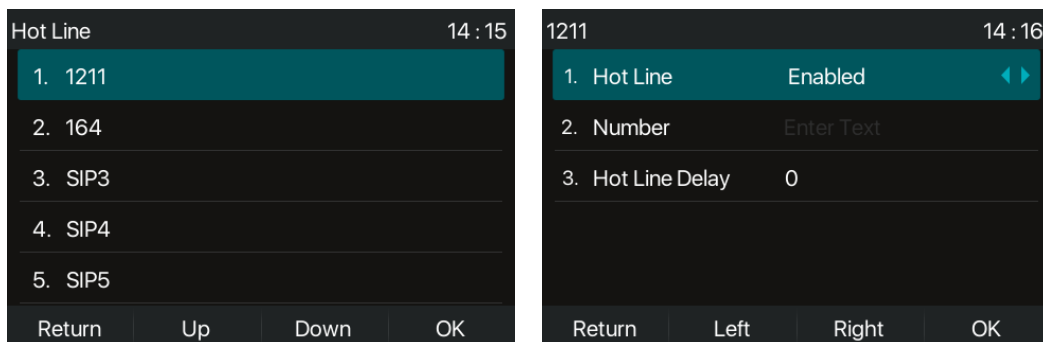 Hot Line 14 : 15
1. 1211
2. 164
3. SIP3
4. SIP4
5. SIP5
Return Up Down OK
1211 14 : 16
1. Hot Line Enabled
2. Number Enter Text
3. Hot Line Delay 0
Return Left Right OK